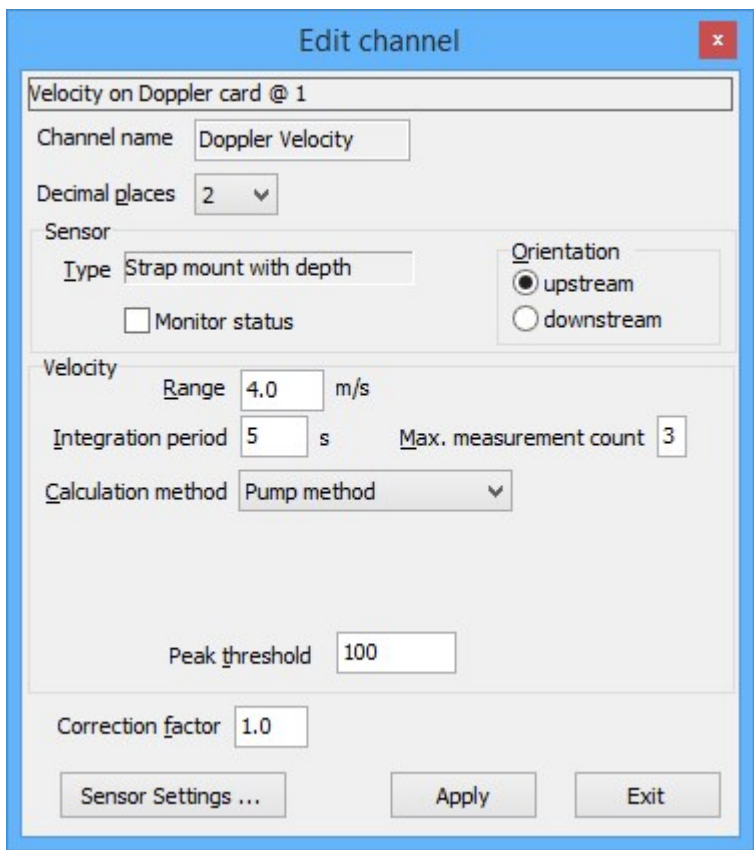 Edit channel x
Velocity on Doppler card @ 1
Channel name Doppler Velocity
Decimal places 2
Sensor
Type Strap mount with depth
Monitor status
Orientation
upstream
downstream
Velocity
Range 4.0 m/s
Integration period 5 s Max. measurement count 3
Calculation method Pump method
Peak threshold 100
Correction factor 1.0
Sensor Settings ... Apply Exit